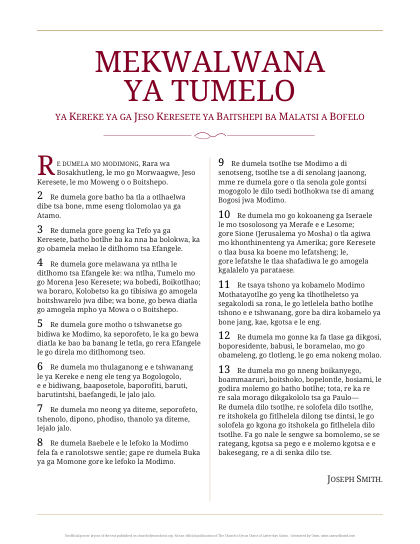 MEKWALWANA
YA TUMELO
YA KEREKE YA GA JESO KERESETE YA BAITSHEPI BA MALATSI A BOFELO
RE DUMELA MO MODIMONG, Rara wa
Bosakhutleng, le mo go Morwaagwe, Jeso
Keresete, le mo Moweng o o Boitshepo.
2 Re dumela gore batho ba tla a otlhaelwa
dibe tsa bone, mme eseng tlolomolao ya ga
Atamo.
3 Re dumela gore goeng ka Tefo ya ga
Keresete, batho botlhe ba ka nna ba bolokwa, ka
go obamela melao le ditlhomo tsa Efangele.
4 Re dumela gore melawana ya ntlha le
ditlhomo tsa Efangele ke: wa ntlha, Tumelo mo
go Morena Jeso Keresete; wa bobedi, Boikotlhao;
wa boraro, Kolobetso ka go tibisiwa go amogela
boitshwarelo jwa dibe; wa bone, go bewa diatla
go amogela mpho ya Mowa o o Boitshepo.
5 Re dumela gore motho o tshwanetse go
bidiwa ke Modimo, ka seporofeto, le ka go bewa
diatla ke bao ba banang le tetla, go rera Efangele
le go direla mo ditlhomong tseo.
6 Re dumela mo thulaganong e e tshwanang
le ya Kereke e neng ele teng ya Bogologolo,
e e bidiwang, baaposetole, baporofiti, baruti,
barutintshi, baefangedi, le jalo jalo.
7 Re dumela mo neong ya diteme, seporofeto,
tshenolo, dipono, phodiso, thanolo ya diteme,
lejalo jalo.
8 Re dumela Baebele e le lefoko la Modimo
fela fa e ranolotswe sentle; gape re dumela Buka
ya ga Momone gore ke lefoko la Modimo.
9 Re dumela tsotlhe tse Modimo a di
senotseng, tsotlhe tse a di senolang jaanong,
mme re dumela gore o tla senola gole gontsi
mogogolo le dilo tsedi botlhokwa tse di amang
Bogosi jwa Modimo.
10 Re dumela mo go kokoaneng ga Iseraele
le mo tsosolosong ya Merafe e e Lesome;
gore Sione (Jerusalema yo Mosha) o tla agiwa
mo khonthinenteng ya Amerika; gore Keresete
o tlaa busa ka boene mo lefatsheng; le,
gore lefatshe le tlaa shafadiwa le go amogela
kgalalelo ya parataese.
11 Re tsaya tshono ya kobamelo Modimo
Mothatayotlhe go yeng ka tlhotlheletso ya
segakolodi sa rona, le go letlelela batho botlhe
tshono e e tshwanang, gore ba dira kobamelo ya
bone jang, kae, kgotsa e le eng.
12 Re dumela mo gonne ka fa tlase ga dikgosi,
boporesidente, babusi, le boramelao, mo go
obameleng, go tlotleng, le go ema nokeng molao.
13 Re dumela mo go nneng boikanyego,
boammaaruri, boitshoko, bopelontle, bosiami, le
godira molemo go batho botlhe; tota, re ka re
re sala morago dikgakololo tsa ga Paulo—
Re dumela dilo tsotlhe, re solofela dilo tsotlhe,
re itshokela go fitlhelela dilong tse dintsi, le go
solofela go kgona go itshokela go fitlhelela dilo
tsotlhe. Fa go nale le sengwe sa bomolemo, se se
rategang, kgotsa sa pego e e molemo kgotsa e e
bakesegang, re a di senka dilo tse.
JOSEPH SMITH.